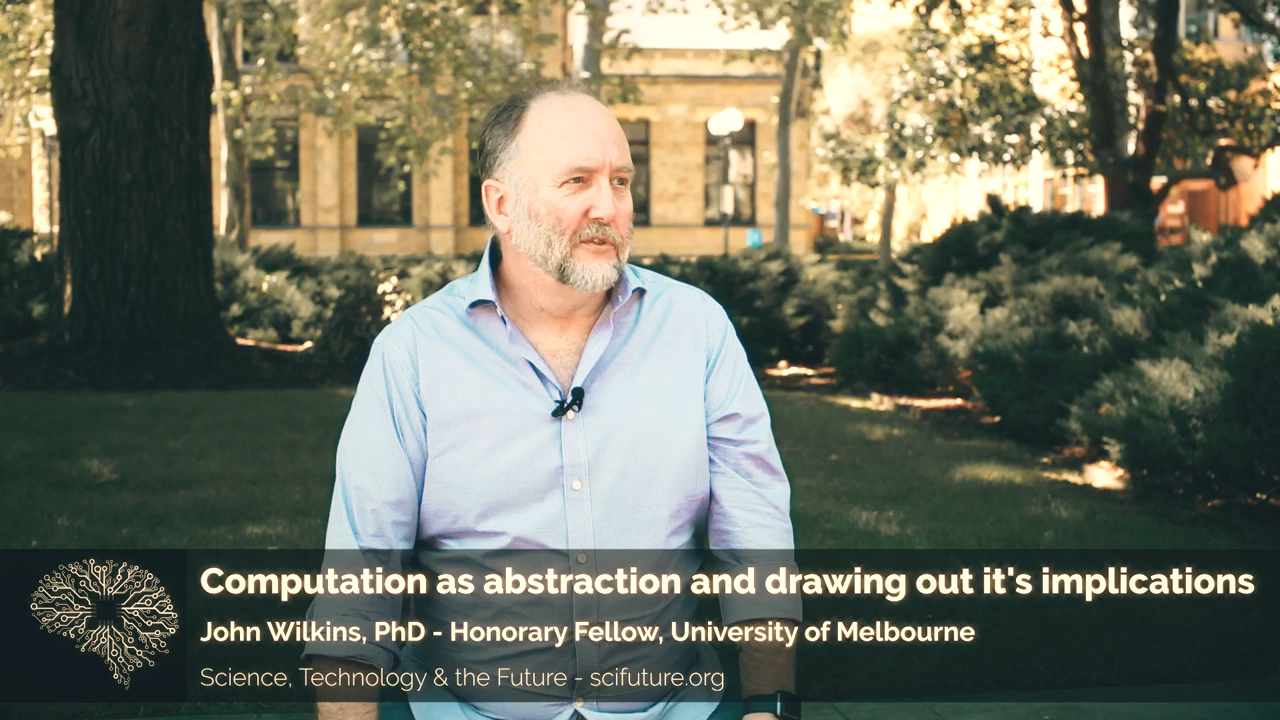 Computation as abstraction and drawing out it's implications
John Wilkins, PhD - Honorary Fellow, University of Melbourne
Science, Technology & the Future - scifuture.org